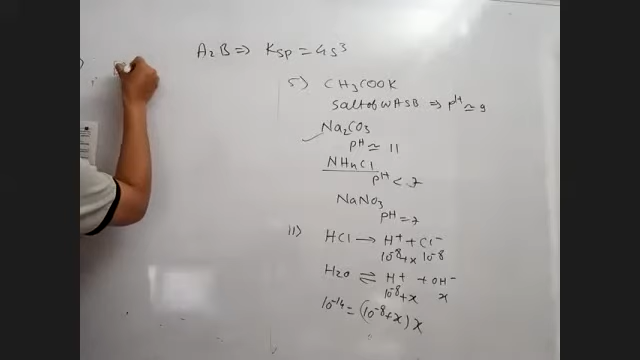 A₂B => Ksp = 4s³
5) CH₃COOK
salt of WASB => pH ≃ 9
Na₂CO₃
pH ≃ 11
NH₄Cl
pH < 7
NaNO₃
pH = 7
11) HCl → H⁺ + Cl⁻
10⁻⁸+x 10⁻⁸
H₂O ⇌ H⁺ + OH⁻
10⁻⁸+x x
10⁻¹⁴ = (10⁻⁸+x) x